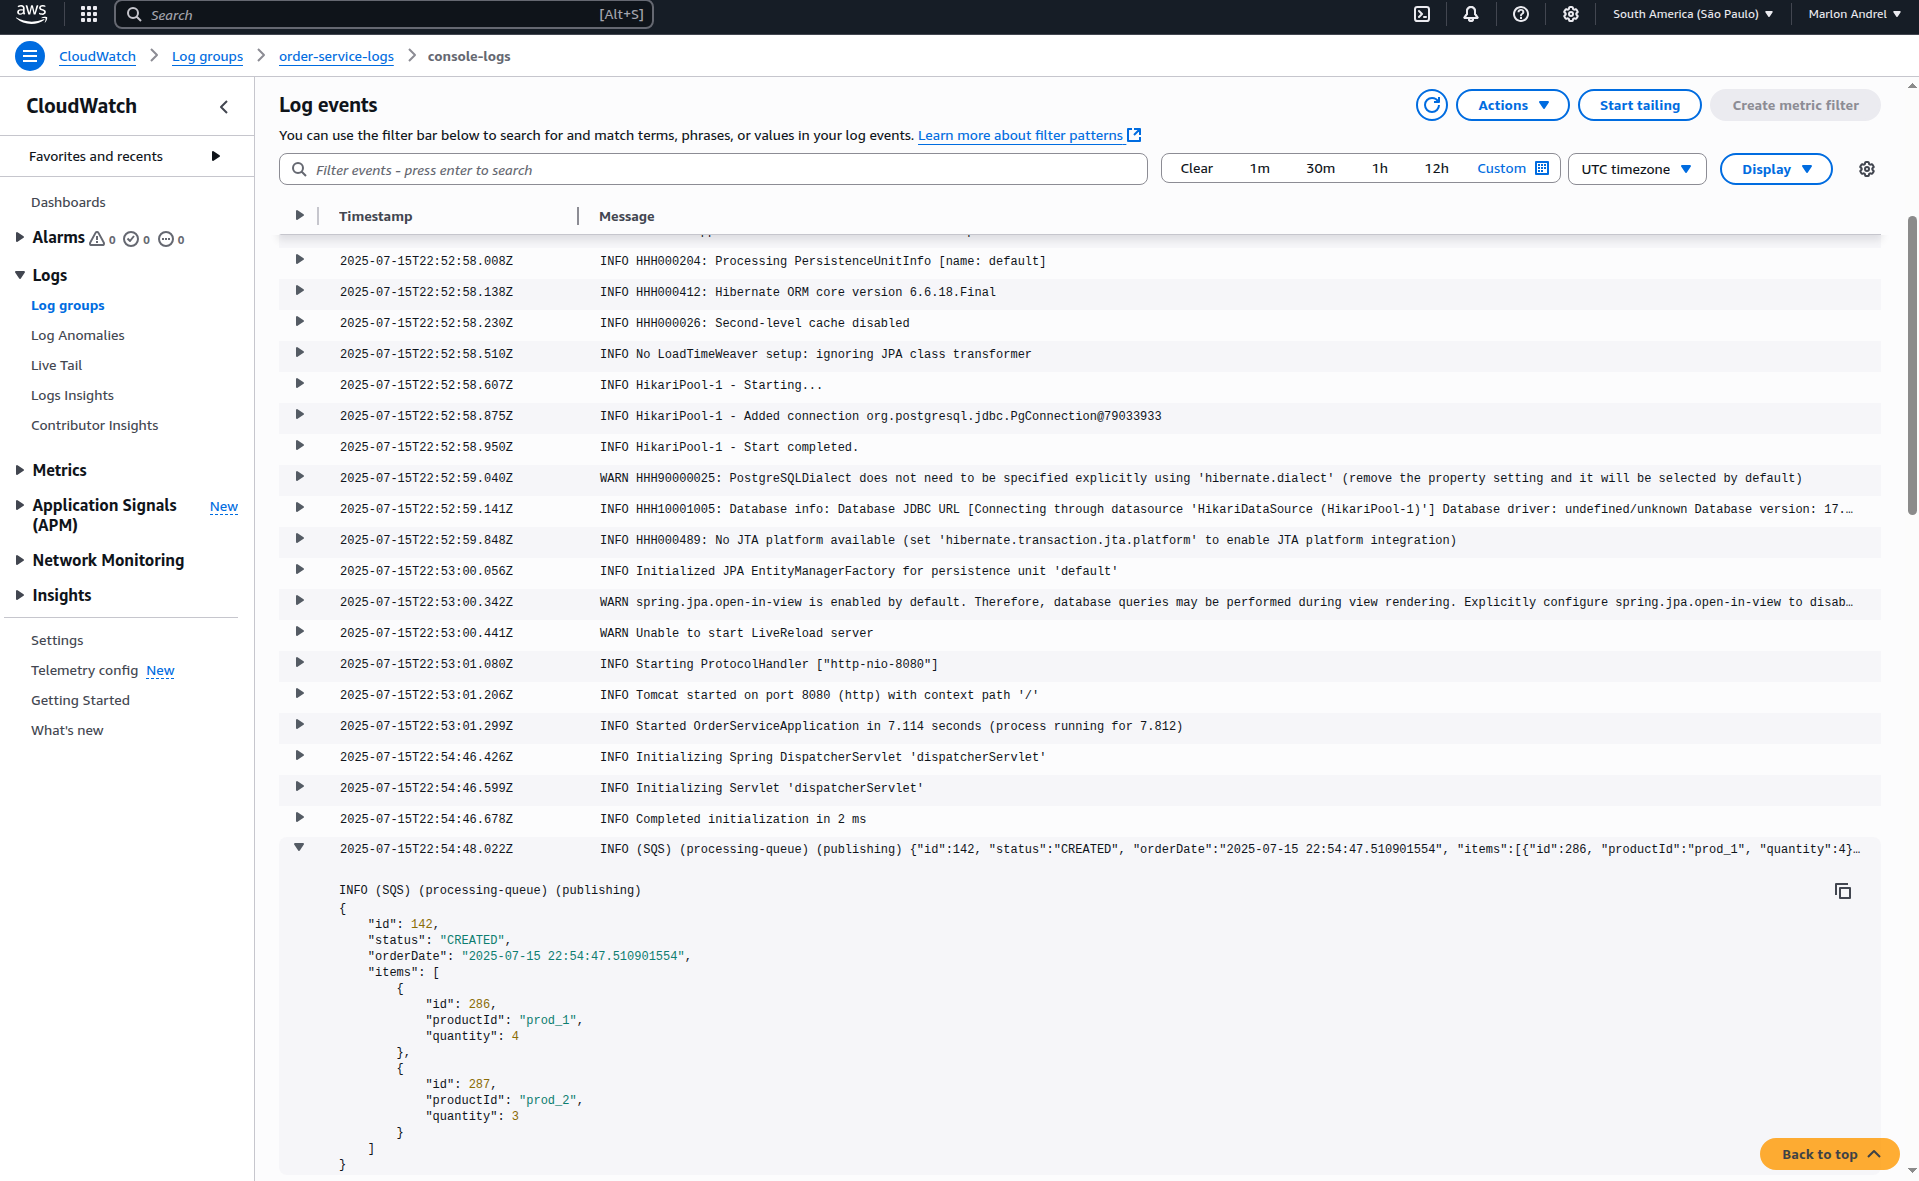 aws
Search [Alt+S]
South America (São Paulo)
Marlon Andrel
CloudWatch
Log groups
order-service-logs
console-logs
CloudWatch
Favorites and recents
Dashboards
Alarms 0 0 0
Logs
Log groups
Log Anomalies
Live Tail
Logs Insights
Contributor Insights
Metrics
Application Signals
(APM)
New
Network Monitoring
Insights
Settings
Telemetry config New
Getting Started
What's new
Log events
Actions
Start tailing
Create metric filter
You can use the filter bar below to search for and match terms, phrases, or values in your log events. Learn more about filter patterns
Filter events - press enter to search
Clear 1m 30m 1h 12h Custom
UTC timezone
Display
Timestamp Message
2025-07-15T22:52:58.008Z INFO HHH000204: Processing PersistenceUnitInfo [name: default]
2025-07-15T22:52:58.138Z INFO HHH000412: Hibernate ORM core version 6.6.18.Final
2025-07-15T22:52:58.230Z INFO HHH000026: Second-level cache disabled
2025-07-15T22:52:58.510Z INFO No LoadTimeWeaver setup: ignoring JPA class transformer
2025-07-15T22:52:58.607Z INFO HikariPool-1 - Starting...
2025-07-15T22:52:58.875Z INFO HikariPool-1 - Added connection org.postgresql.jdbc.PgConnection@79033933
2025-07-15T22:52:58.950Z INFO HikariPool-1 - Start completed.
2025-07-15T22:52:59.040Z WARN HHH90000025: PostgreSQLDialect does not need to be specified explicitly using 'hibernate.dialect' (remove the property setting and it will be selected by default)
2025-07-15T22:52:59.141Z INFO HHH10001005: Database info: Database JDBC URL [Connecting through datasource 'HikariDataSource (HikariPool-1)'] Database driver: undefined/unknown Database version: 17.…
2025-07-15T22:52:59.848Z INFO HHH000489: No JTA platform available (set 'hibernate.transaction.jta.platform' to enable JTA platform integration)
2025-07-15T22:53:00.056Z INFO Initialized JPA EntityManagerFactory for persistence unit 'default'
2025-07-15T22:53:00.342Z WARN spring.jpa.open-in-view is enabled by default. Therefore, database queries may be performed during view rendering. Explicitly configure spring.jpa.open-in-view to disab…
2025-07-15T22:53:00.441Z WARN Unable to start LiveReload server
2025-07-15T22:53:01.080Z INFO Starting ProtocolHandler ["http-nio-8080"]
2025-07-15T22:53:01.206Z INFO Tomcat started on port 8080 (http) with context path '/'
2025-07-15T22:53:01.299Z INFO Started OrderServiceApplication in 7.114 seconds (process running for 7.812)
2025-07-15T22:54:46.426Z INFO Initializing Spring DispatcherServlet 'dispatcherServlet'
2025-07-15T22:54:46.599Z INFO Initializing Servlet 'dispatcherServlet'
2025-07-15T22:54:46.678Z INFO Completed initialization in 2 ms
2025-07-15T22:54:48.022Z INFO (SQS) (processing-queue) (publishing) {"id":142, "status":"CREATED", "orderDate":"2025-07-15 22:54:47.510901554", "items":[{"id":286, "productId":"prod_1", "quantity":4}…
INFO (SQS) (processing-queue) (publishing)
{
    "id": 142,
    "status": "CREATED",
    "orderDate": "2025-07-15 22:54:47.510901554",
    "items": [
        {
            "id": 286,
            "productId": "prod_1",
            "quantity": 4
        },
        {
            "id": 287,
            "productId": "prod_2",
            "quantity": 3
        }
    ]
}
Back to top